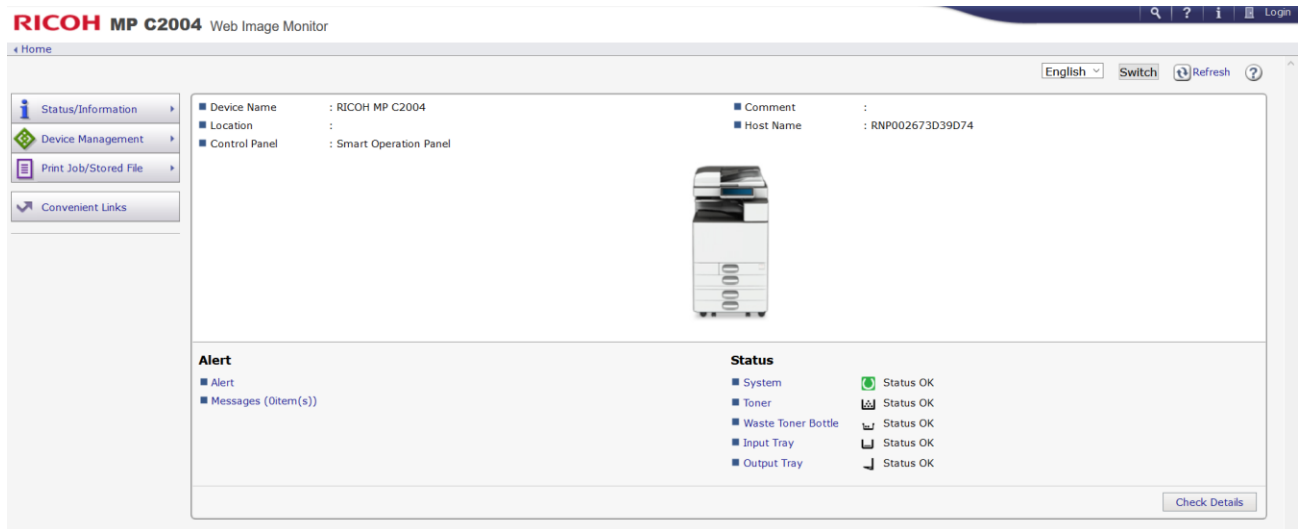 RICOH MP C2004 Web Image Monitor
? i Login
Home
English Switch Refresh ?
Status/Information
Device Management
Print Job/Stored File
Convenient Links
Device Name : RICOH MP C2004
Location :
Control Panel : Smart Operation Panel
Comment :
Host Name : RNP002673D39D74
Alert
Alert
Messages (0item(s))
Status
System Status OK
Toner Status OK
Waste Toner Bottle Status OK
Input Tray Status OK
Output Tray Status OK
Check Details